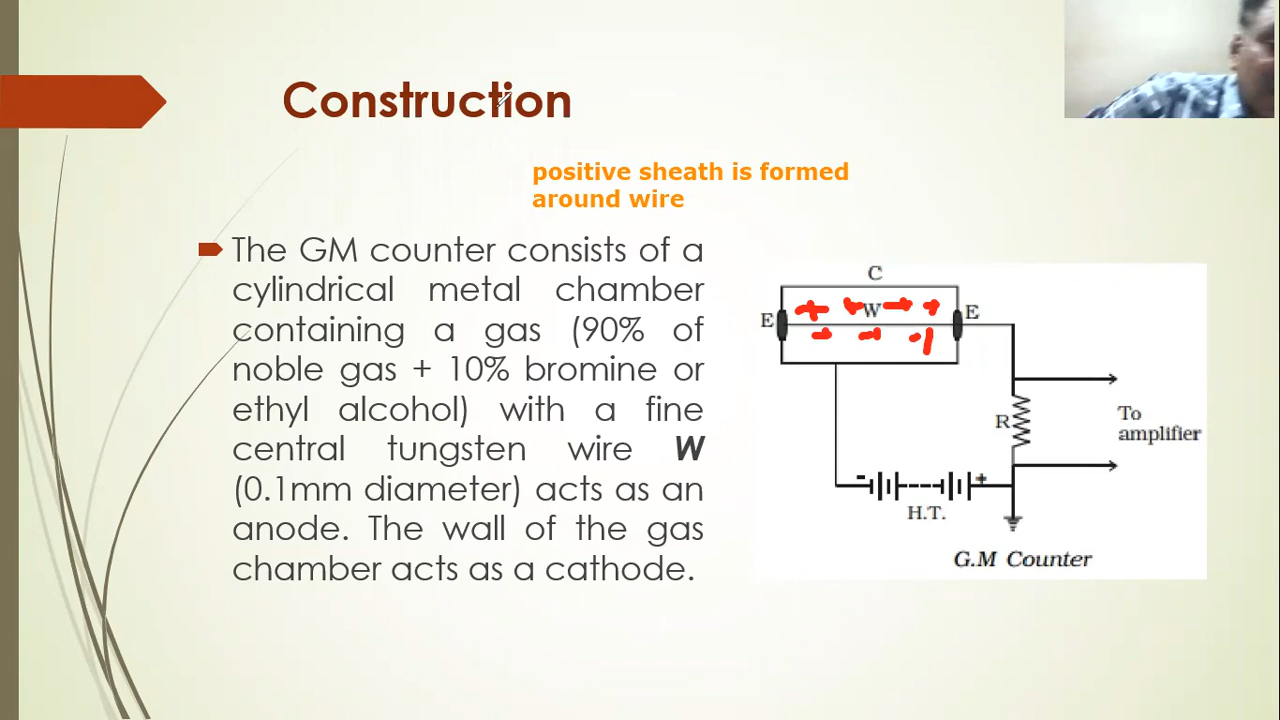 Construction
positive sheath is formed
around wire
The GM counter consists of a
cylindrical metal chamber
containing a gas (90% of
noble gas + 10% bromine or
ethyl alcohol) with a fine
central tungsten wire W
(0.1mm diameter) acts as an
anode. The wall of the gas
chamber acts as a cathode.
C
E
W
E
R
To
amplifier
- +
H.T.
G.M Counter